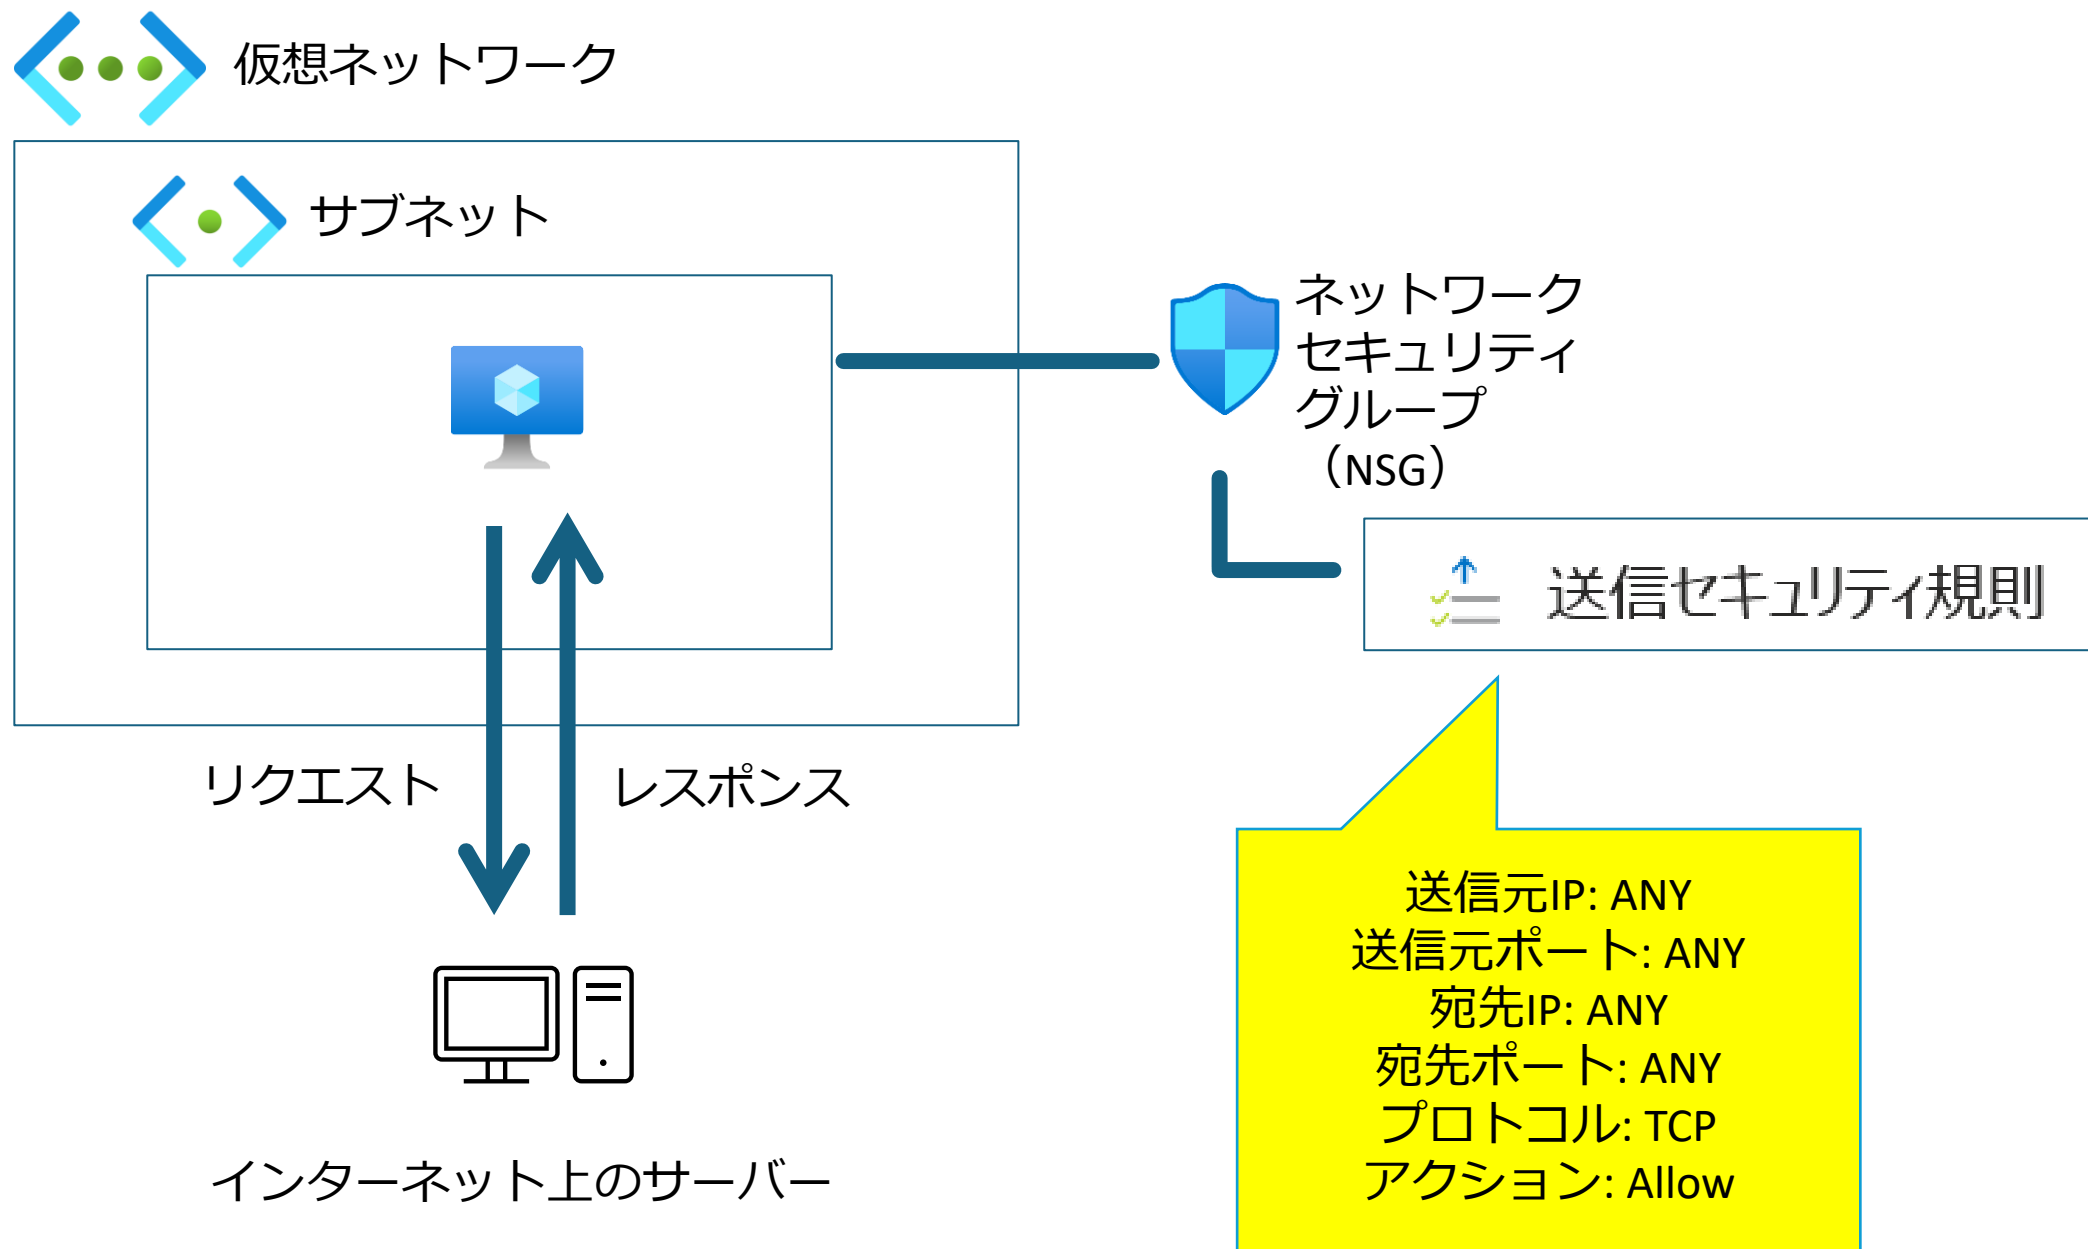 仮想ネットワーク
サブネット
ネットワーク
セキュリティ
グループ
（NSG）
送信セキュリティ規則
リクエスト
レスポンス
送信元IP: ANY
送信元ポート: ANY
宛先IP: ANY
宛先ポート: ANY
プロトコル: TCP
アクション: Allow
インターネット上のサーバー